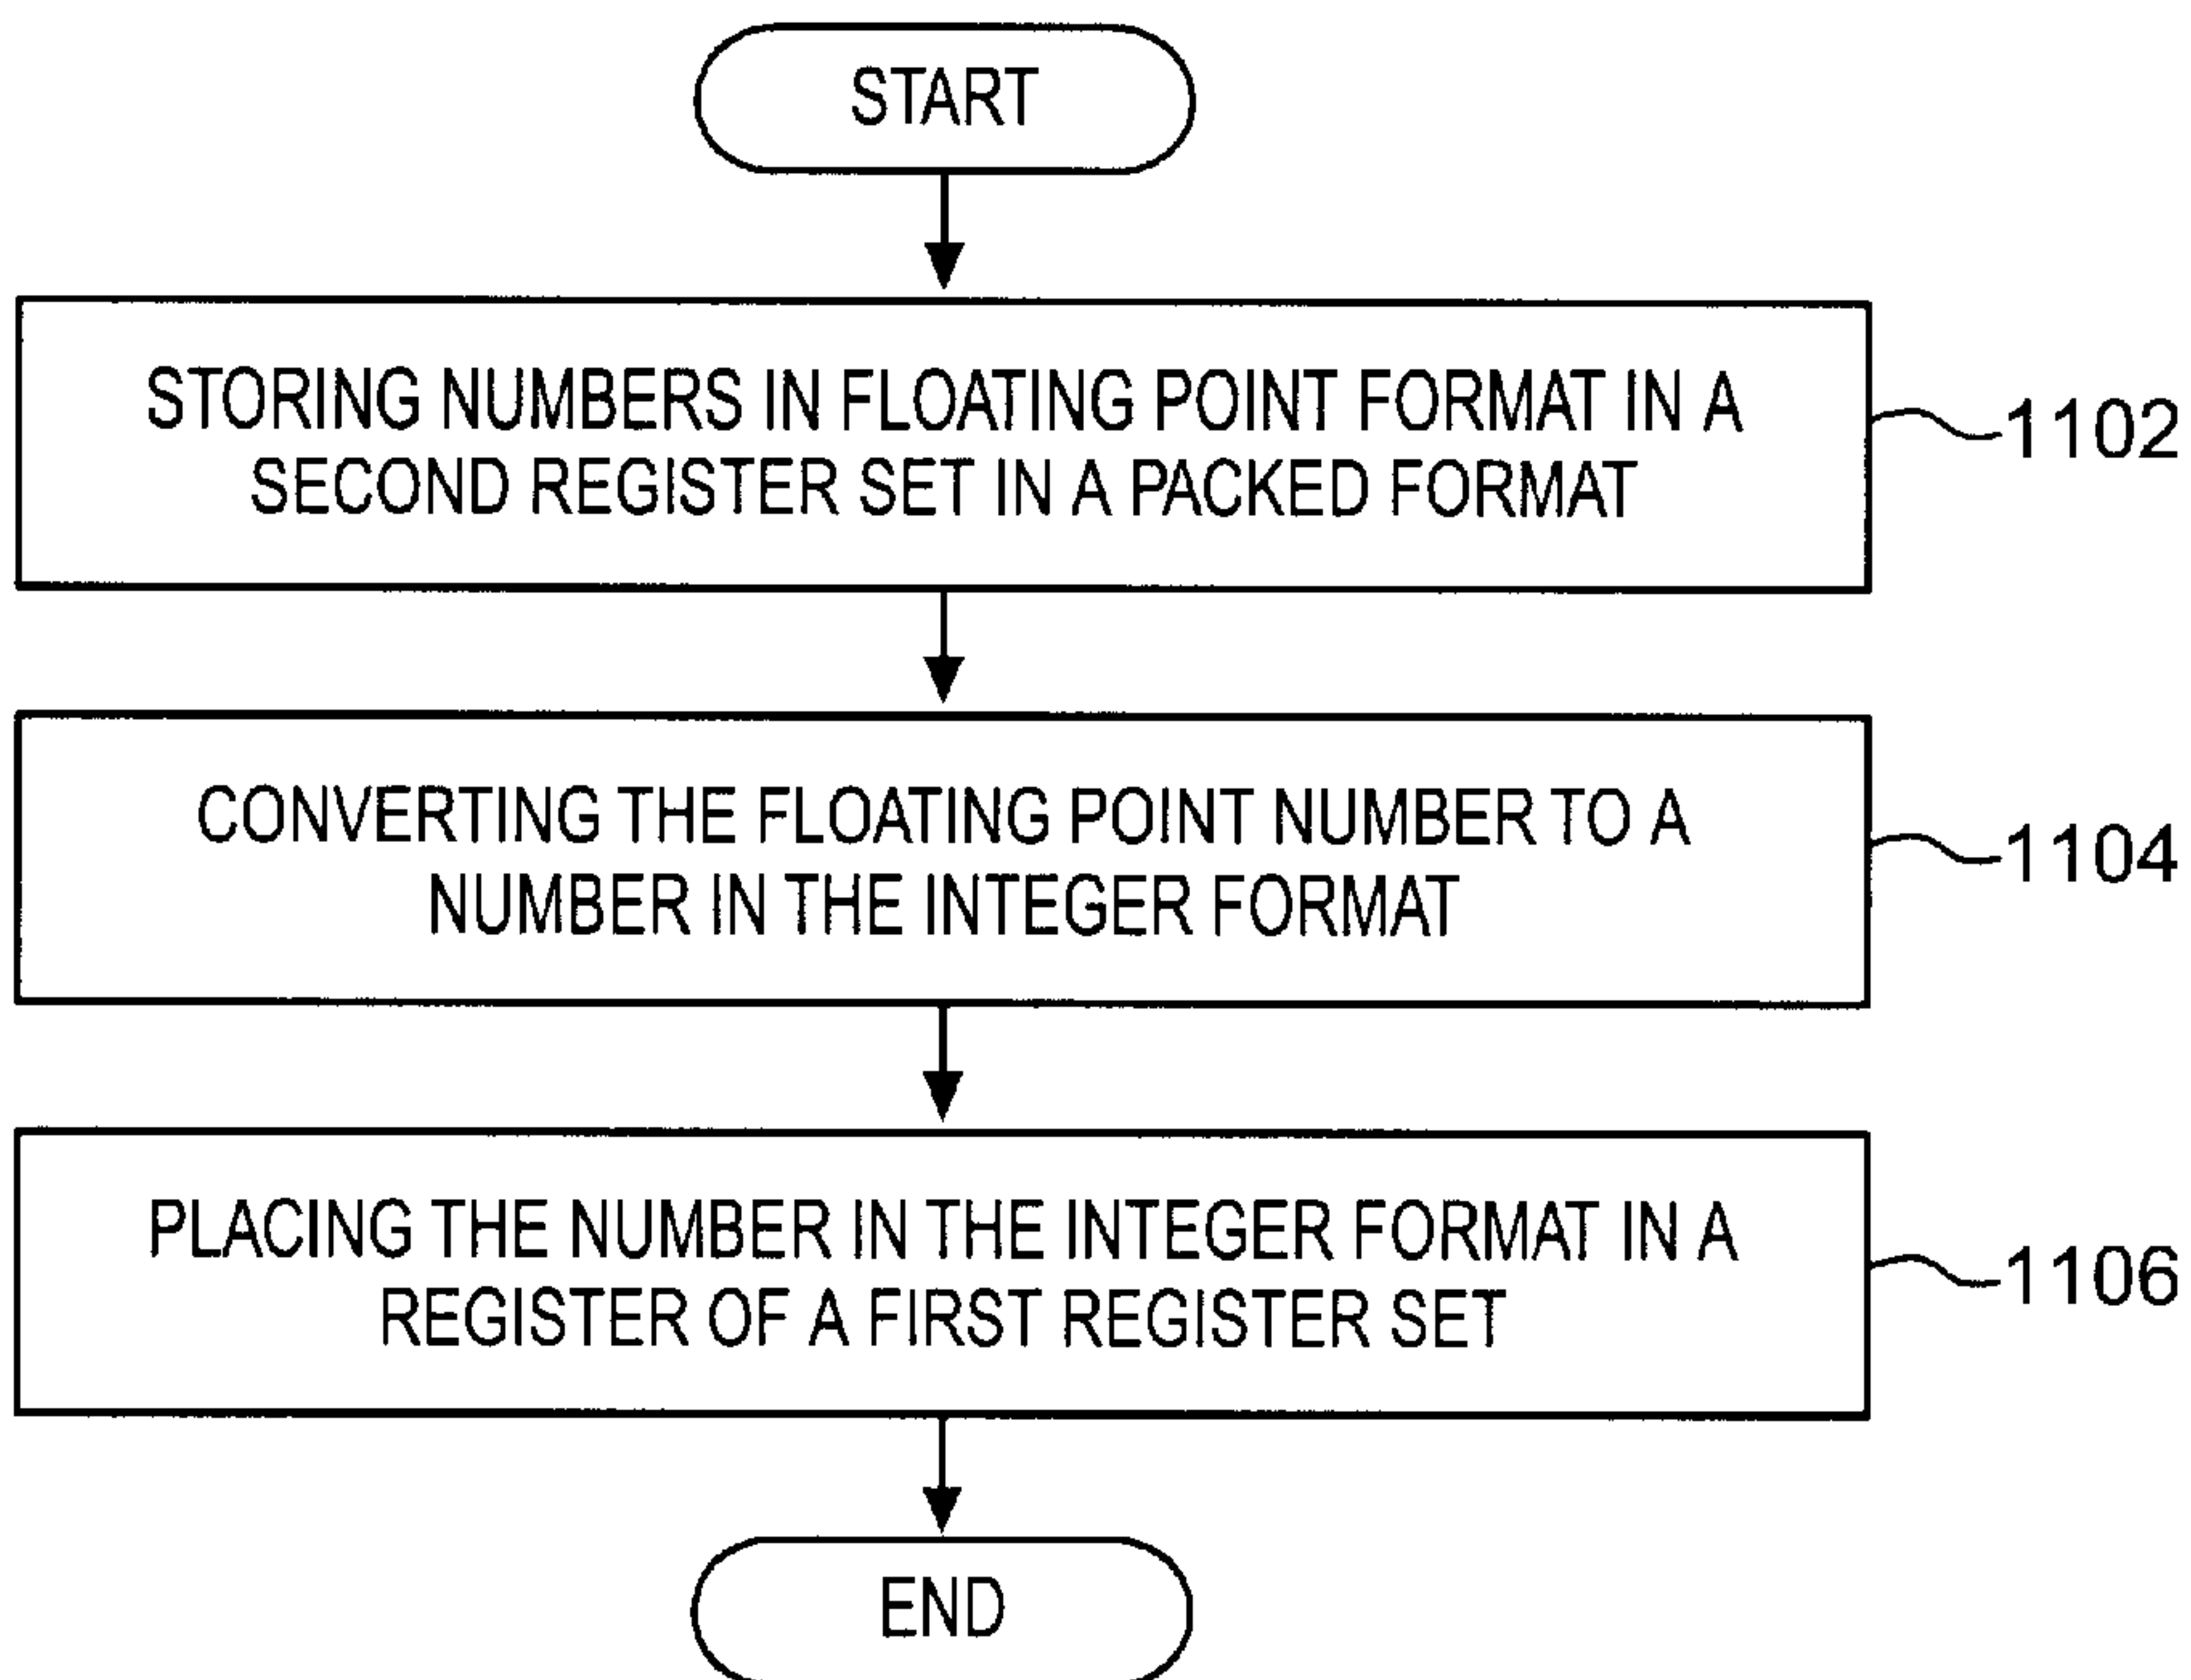 START
STORING NUMBERS IN FLOATING POINT FORMAT IN A
SECOND REGISTER SET IN A PACKED FORMAT
1102
CONVERTING THE FLOATING POINT NUMBER TO A
NUMBER IN THE INTEGER FORMAT
1104
PLACING THE NUMBER IN THE INTEGER FORMAT IN A
REGISTER OF A FIRST REGISTER SET
1106
END